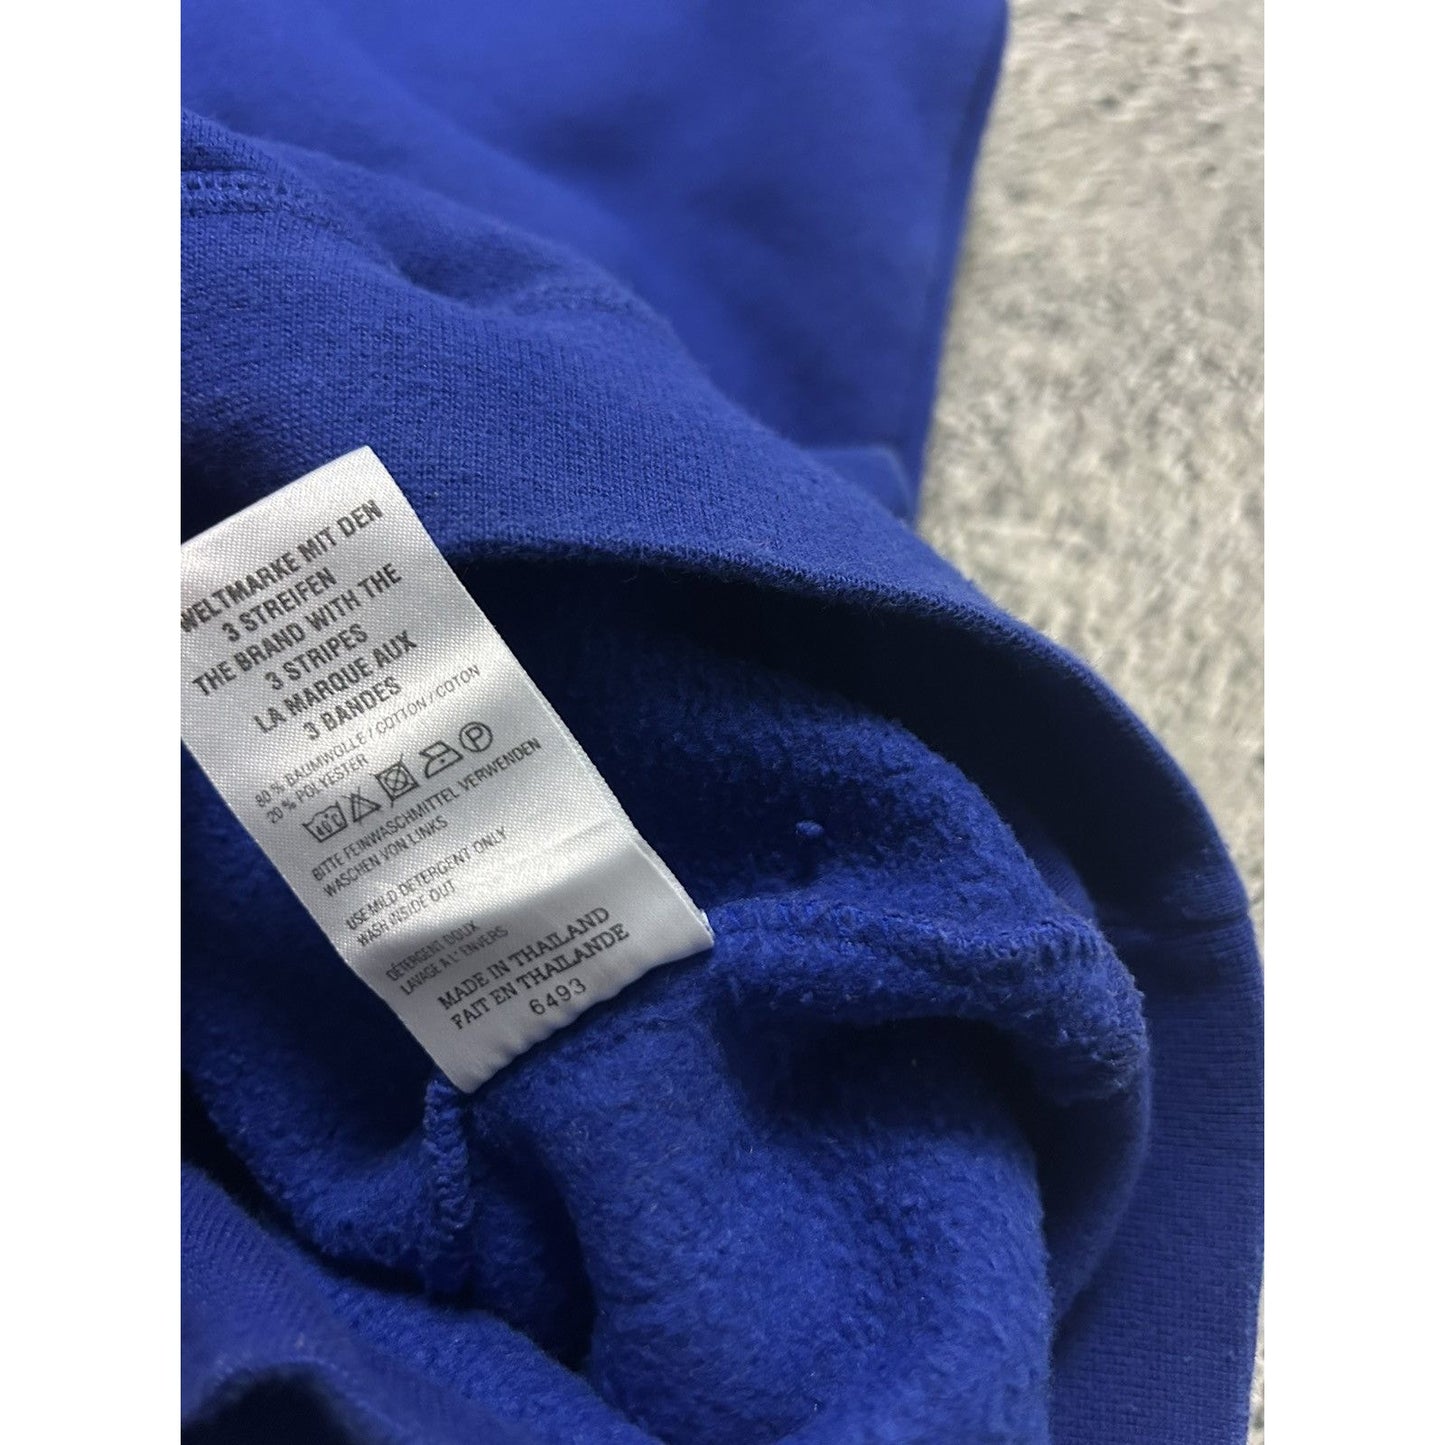 WELTMARKE MIT DEN
3 STREIFEN
THE BRAND WITH THE
3 STRIPES
LA MARQUE AUX
3 BANDES
80 % BAUMWOLLE / COTTON / COTON
20 % POLYESTER
40°C P
BITTE FEINWASCHMITTEL VERWENDEN
WASCHEN VON LINKS
USE MILD DETERGENT ONLY
WASH INSIDE OUT
DÉTERGENT DOUX
LAVAGE A L' ENVERS
MADE IN THAILAND
FAIT EN THAILANDE
6493